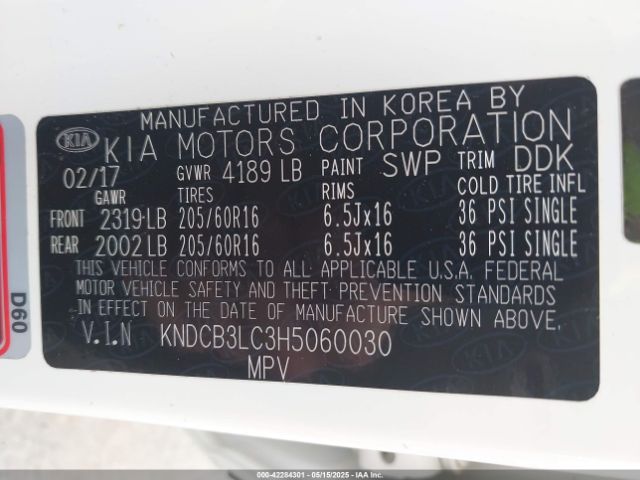 MANUFACTURED IN KOREA BY
KIA KIA MOTORS CORPORATION
02/17 GVWR 4189 LB PAINT SWP TRIM DDK
GAWR TIRES RIMS COLD TIRE INFL
FRONT 2319 LB 205/60R16 6.5Jx16 36 PSI SINGLE
REAR 2002 LB 205/60R16 6.5Jx16 36 PSI SINGLE
THIS VEHICLE CONFORMS TO ALL APPLICABLE U.S.A. FEDERAL
MOTOR VEHICLE SAFETY AND THEFT PREVENTION STANDARDS
IN EFFECT ON THE DATE OF MANUFACTURE SHOWN ABOVE.
V.I.N KNDCB3LC3H5060030
MPV
D60
000-42284301 - 05/15/2025 - IAA Inc.